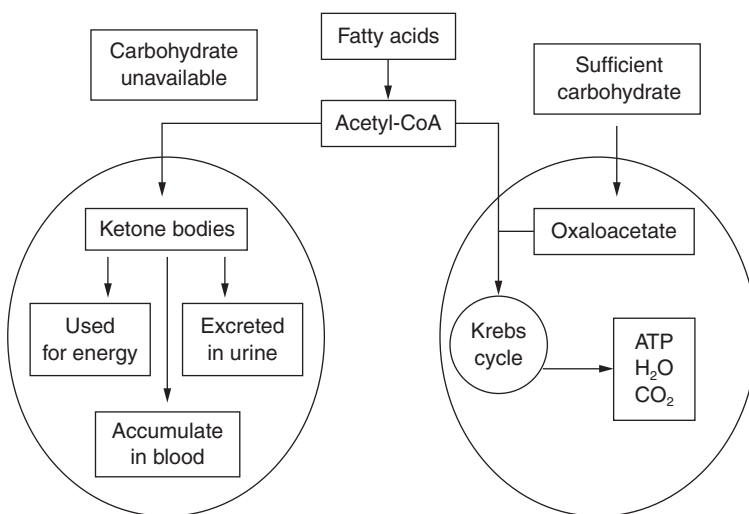 Carbohydrate
unavailable
Fatty acids
Sufficient
carbohydrate
Acetyl-CoA
Ketone bodies
Oxaloacetate
Used
for energy
Excreted
in urine
Krebs
cycle
ATP
H₂O
CO₂
Accumulate
in blood